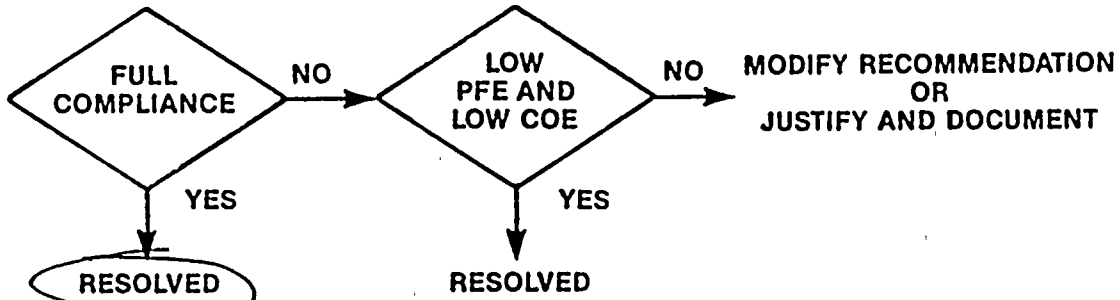 FULL
COMPLIANCE
NO
LOW
PFE AND
LOW COE
NO
MODIFY RECOMMENDATION
OR
JUSTIFY AND DOCUMENT
YES
YES
RESOLVED
RESOLVED